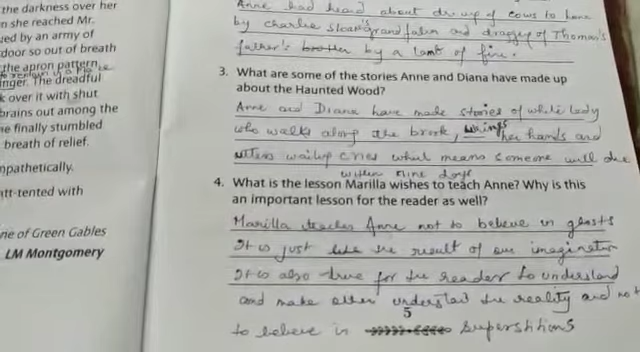 the darkness over her
n she reached Mr.
ued by an army of
door so out of breath
the apron pattern
inger. The dreadful
k over it with shut
brains out among the
e finally stumbled
breath of relief.
mpathetically.
att-tented with
ne of Green Gables
LM Montgomery
Anne had heard about of cows to home
by charlie sloan's grandfather and of Thomas's
father's by a lamb of fire.
3. What are some of the stories Anne and Diana have made up
about the Haunted Wood?
Anne and Diana have made stories of white lady
who walks along the brook, wrings her hands and
utters wailing cries which means someone will die
within nine days
4. What is the lesson Marilla wishes to teach Anne? Why is this
an important lesson for the reader as well?
Marilla teaches Anne not to believe in ghosts
It is just like the result of our imagination
It is also true for the reader to understand
and make other understand the reality and not
5
to believe in superstitions